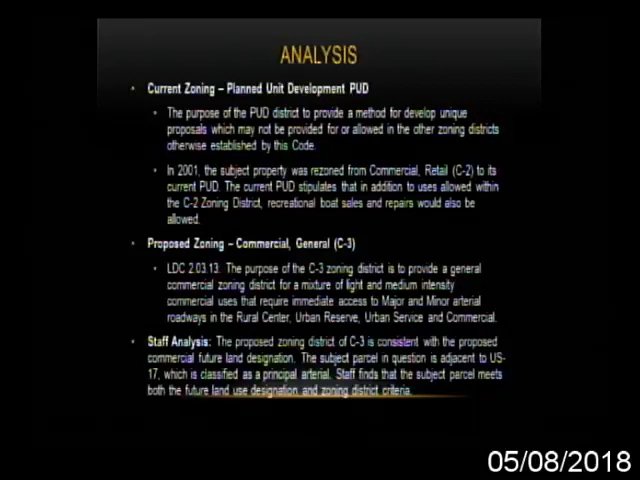 ANALYSIS
• Current Zoning – Planned Unit Development PUD
• The purpose of the PUD district to provide a method for develop unique
proposals which may not be provided for or allowed in the other zoning districts
otherwise established by this Code.
• In 2001, the subject property was rezoned from Commercial, Retail (C-2) to its
current PUD. The current PUD stipulates that in addition to uses allowed within
the C-2 Zoning District, recreational boat sales and repairs would also be
allowed.
• Proposed Zoning – Commercial, General (C-3)
• LDC 2.03.13. The purpose of the C-3 zoning district is to provide a general
commercial zoning district for a mixture of light and medium intensity
commercial uses that require immediate access to Major and Minor arterial
roadways in the Rural Center, Urban Reserve, Urban Service and Commercial.
• Staff Analysis: The proposed zoning district of C-3 is consistent with the proposed
commercial future land designation. The subject parcel in question is adjacent to US-
17, which is classified as a principal arterial. Staff finds that the subject parcel meets
both the future land use designation and zoning district criteria.
05/08/2018